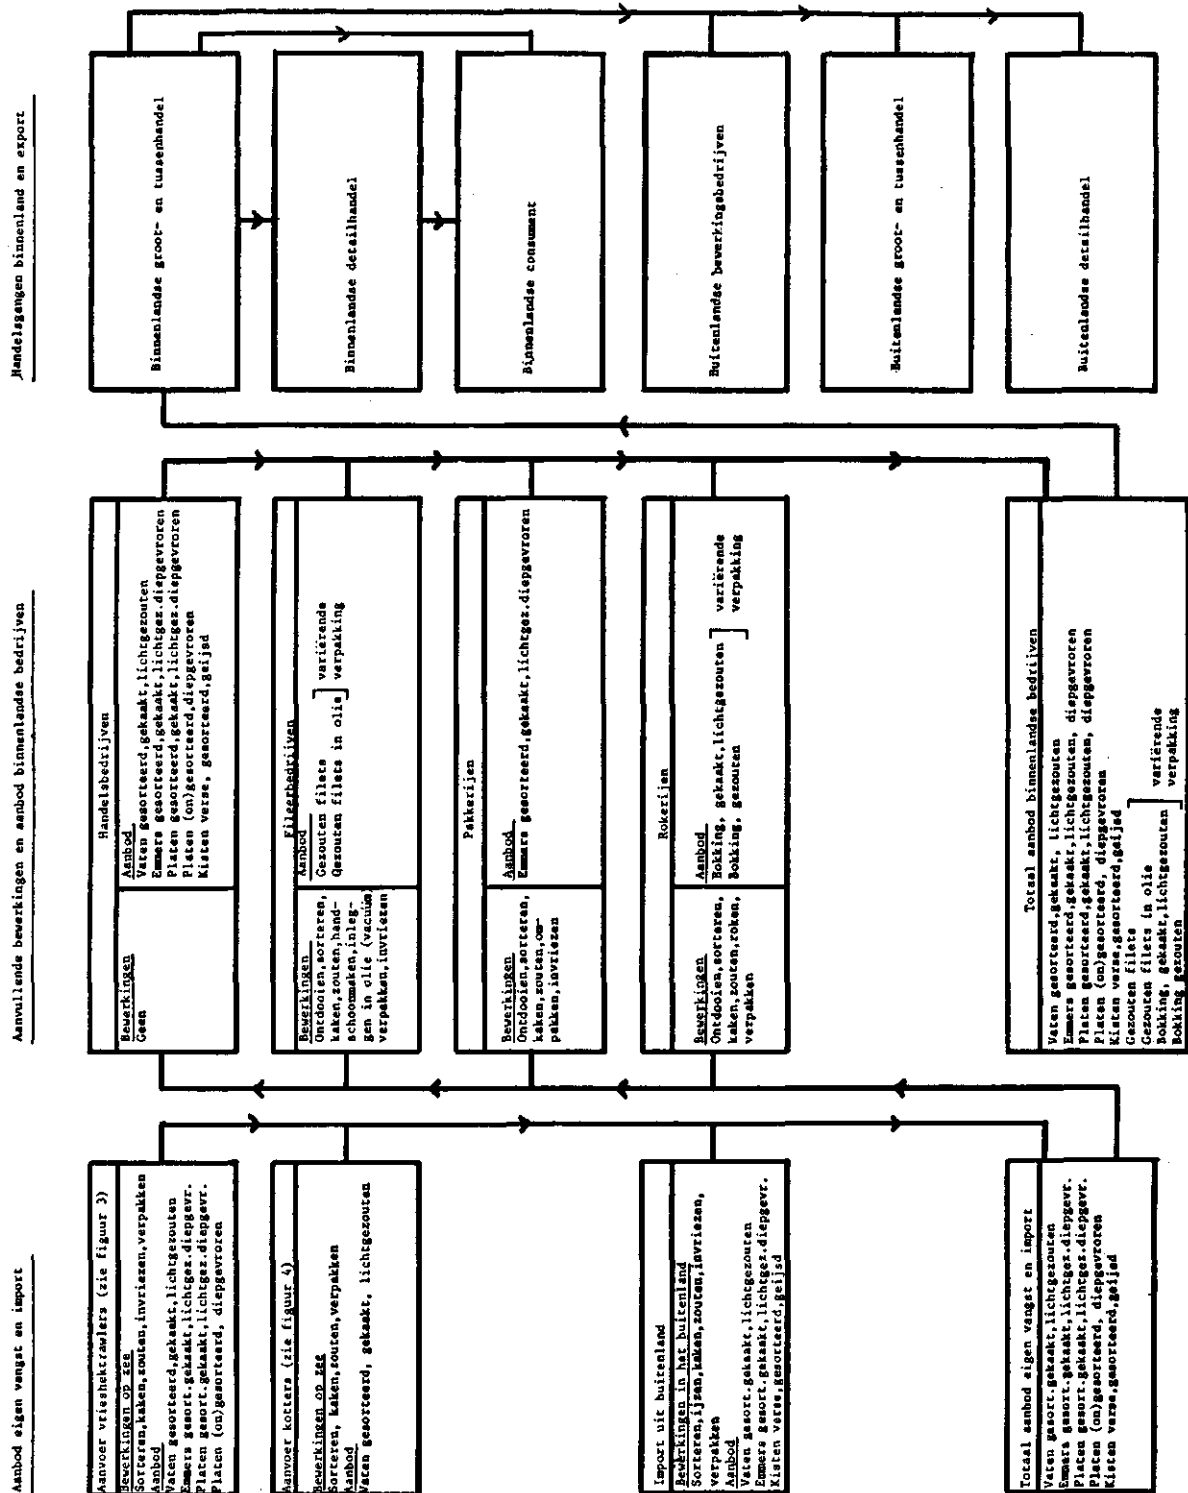 Aanbod eigen vangst en import
Aanvoer vrieshektrawlers (zie figuur 3)
Bewerkingen op zee
Sorteren,kaken,zouten,invriezen,verpakken
Aanbod
Vaten gesorteerd,gekaakt,lichtgezouten
Emmers gesort.gekaakt,lichtgez.diepgevr.
Platen gesort.gekaakt,lichtgez.diepgevr.
Platen (on)gesorteerd, diepgevroren
Aanvoer kotters (zie figuur 4)
Bewerkingen op zee
Sorteren, kaken,zouten,verpakken
Aanbod
Vaten gesorteerd, gekaakt, lichtgezouten
Import uit buitenland
Bewerkingen in het buitenland
Sorteren,ijzen,kaken,zouten,invriezen,
verpakken
Aanbod
Vaten gesort.gekaakt,lichtgezouten
Emmers gesort.gekaakt,lichtgez.diepgevr.
Kisten verse,gesorteerd,geijsd
Totaal aanbod eigen vangst en import
Vaten gesort.gekaakt,lichtgezouten
Emmers gesort.gekaakt,lichtgez.diepgevr.
Platen gesort.gekaakt,lichtgez.diepgevr.
Platen (on)gesorteerd, diepgevroren
Kisten verse,gesorteerd,geijsd
Aanvullende bewerkingen en aanbod binnenlandse bedrijven
Handelsbedrijven
Bewerkingen
Geen
Aanbod
Vaten gesorteerd,gekaakt,lichtgezouten
Emmers gesorteerd,gekaakt,lichtgez.diepgevroren
Platen gesorteerd,gekaakt,lichtgez.diepgevroren
Platen (on)gesorteerd,diepgevroren
Kisten verse, gesorteerd,geijsd
Fileerbedrijven
Bewerkingen
Ontdooien,sorteren,
kaken,zouten,hand-
schoonmaken,inleg-
gen in olie (vacuüm)
verpakken,invriezen
Aanbod
Gezouten filets
Gezouten filets in olie
variërende
verpakking
Pakkerijen
Bewerkingen
Ontdooien,sorteren,
kaken,zouten,om-
pakken,invriezen
Aanbod
Emmers gesorteerd,gekaakt,lichtgez.diepgevroren
Rokerijen
Bewerkingen
Ontdooien,sorteren,
kaken,zouten,roken,
verpakken
Aanbod
Bokking, gekaakt,lichtgezouten
Bokking, gezouten
variërende
verpakking
Totaal aanbod binnenlandse bedrijven
Vaten gesorteerd,gekaakt, lichtgezouten
Emmers gesorteerd,gekaakt,lichtgezouten, diepgevroren
Platen gesorteerd,gekaakt,lichtgezouten, diepgevroren
Platen (on)gesorteerd, diepgevroren
Kisten verse,gesorteerd,geijsd
Gezouten filets
Gezouten filets in olie
Bokking, gekaakt,lichtgezouten
Bokking gezouten
variërende
verpakking
Handelsgangen binnenland en export
Binnenlandse groot- en tussenhandel
Binnenlandse detailhandel
Binnenlandse consument
Buitenlandse bewerkingsbedrijven
Buitenlandse groot- en tussenhandel
Buitenlandse detailhandel